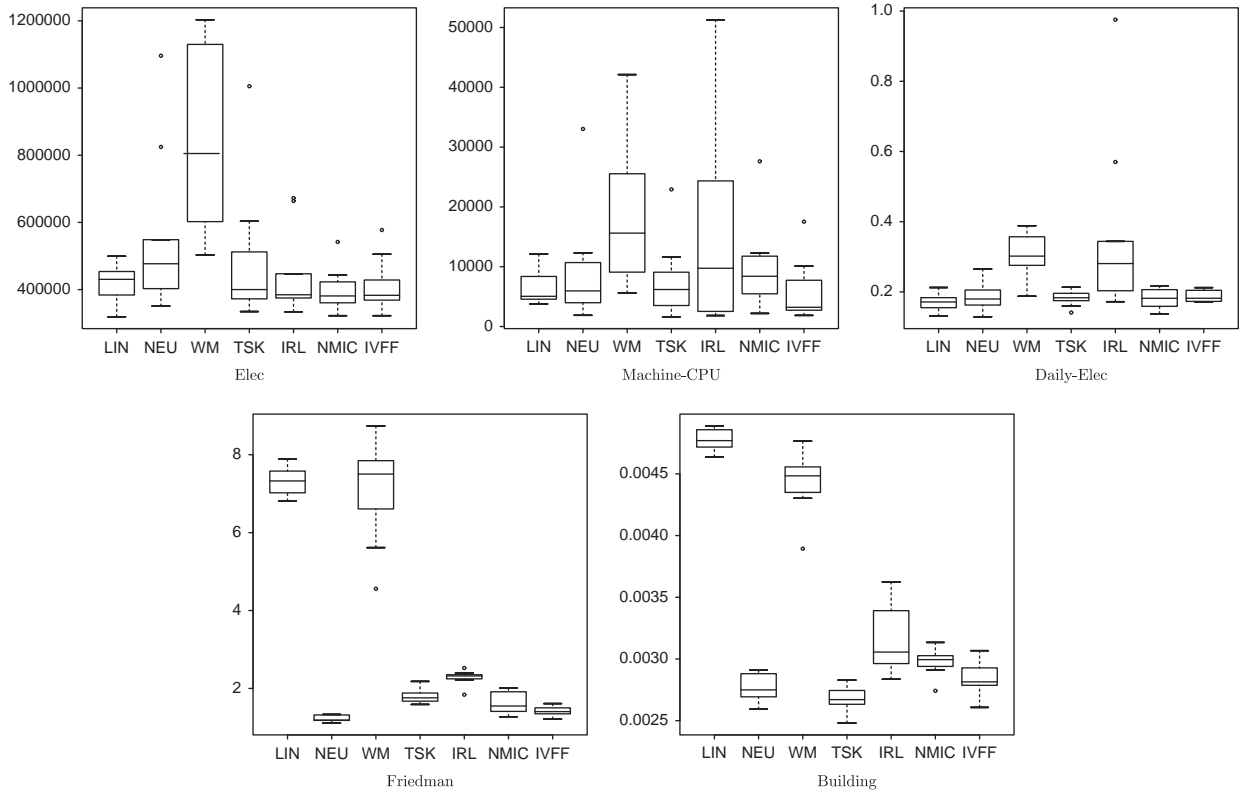 1200000
1000000
800000
600000
400000
LIN NEU WM TSK IRL NMIC IVFF
Elec
50000
40000
30000
20000
10000
0
LIN NEU WM TSK IRL NMIC IVFF
Machine-CPU
1.0
0.8
0.6
0.4
0.2
LIN NEU WM TSK IRL NMIC IVFF
Daily-Elec
8
6
4
2
LIN NEU WM TSK IRL NMIC IVFF
Friedman
0.0045
0.0040
0.0035
0.0030
0.0025
LIN NEU WM TSK IRL NMIC IVFF
Building